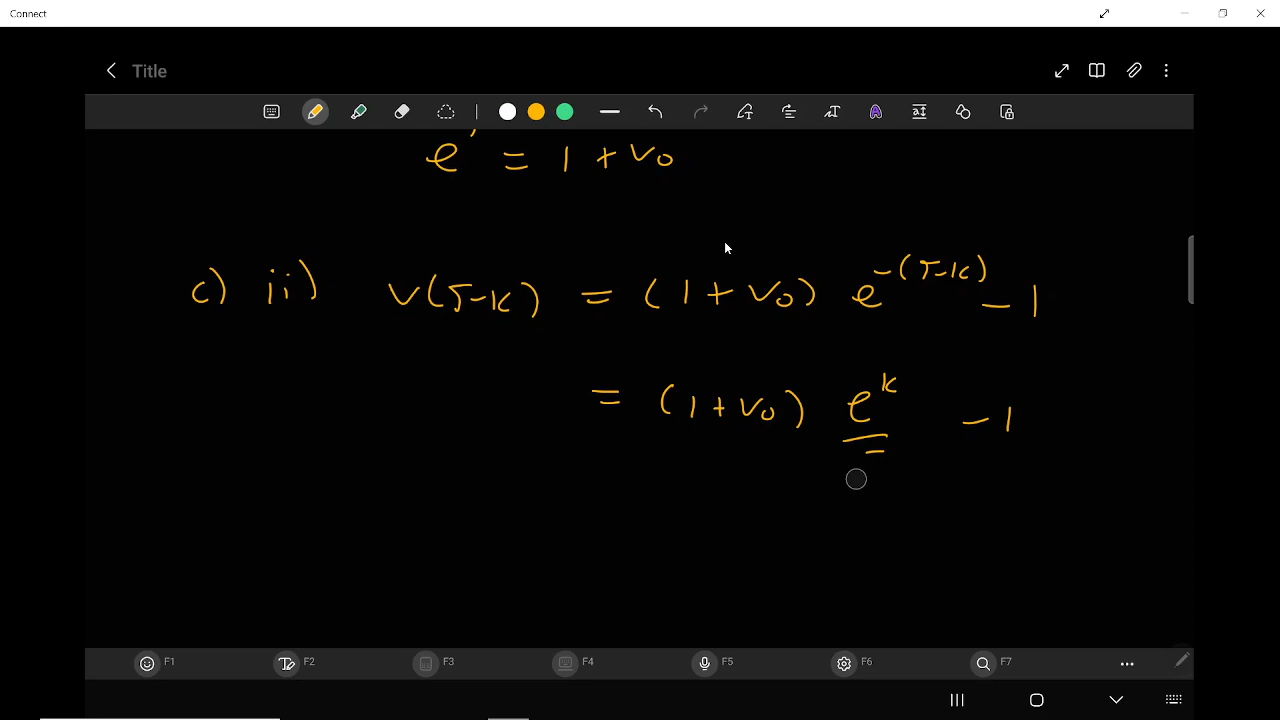 Connect
Title
e' = 1 + v0
c) ii) v(T-k) = (1 + v0) e^-(T-k) - 1
= (1 + v0) e^k - 1
F1 F2 F3 F4 F5 F6 F7